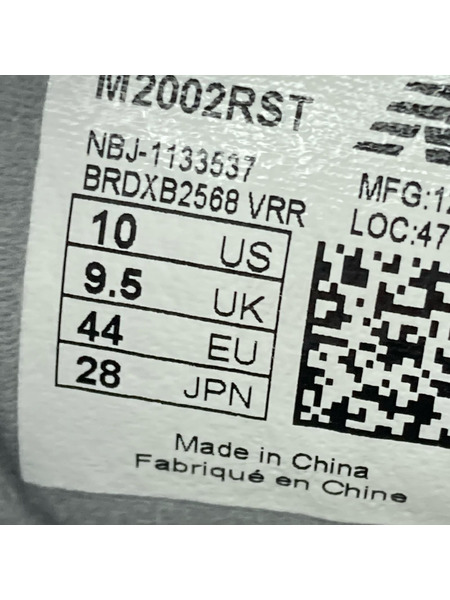 M2002RST
NBJ-1133537
BRDXB2568 VRR
MFG:12
LOC:47
10 US
9.5 UK
44 EU
28 JPN
Made in China
Fabriqué en Chine